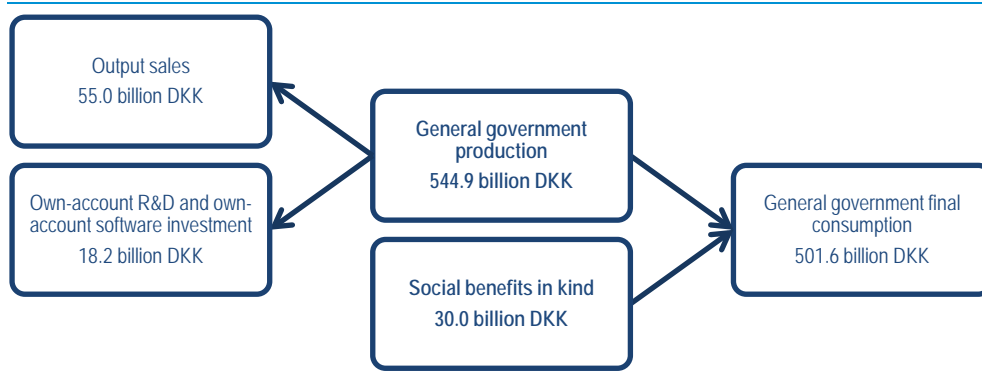 Output sales
55.0 billion DKK
Own-account R&D and own-
account software investment
18.2 billion DKK
General government
production
544.9 billion DKK
Social benefits in kind
30.0 billion DKK
General government final
consumption
501.6 billion DKK